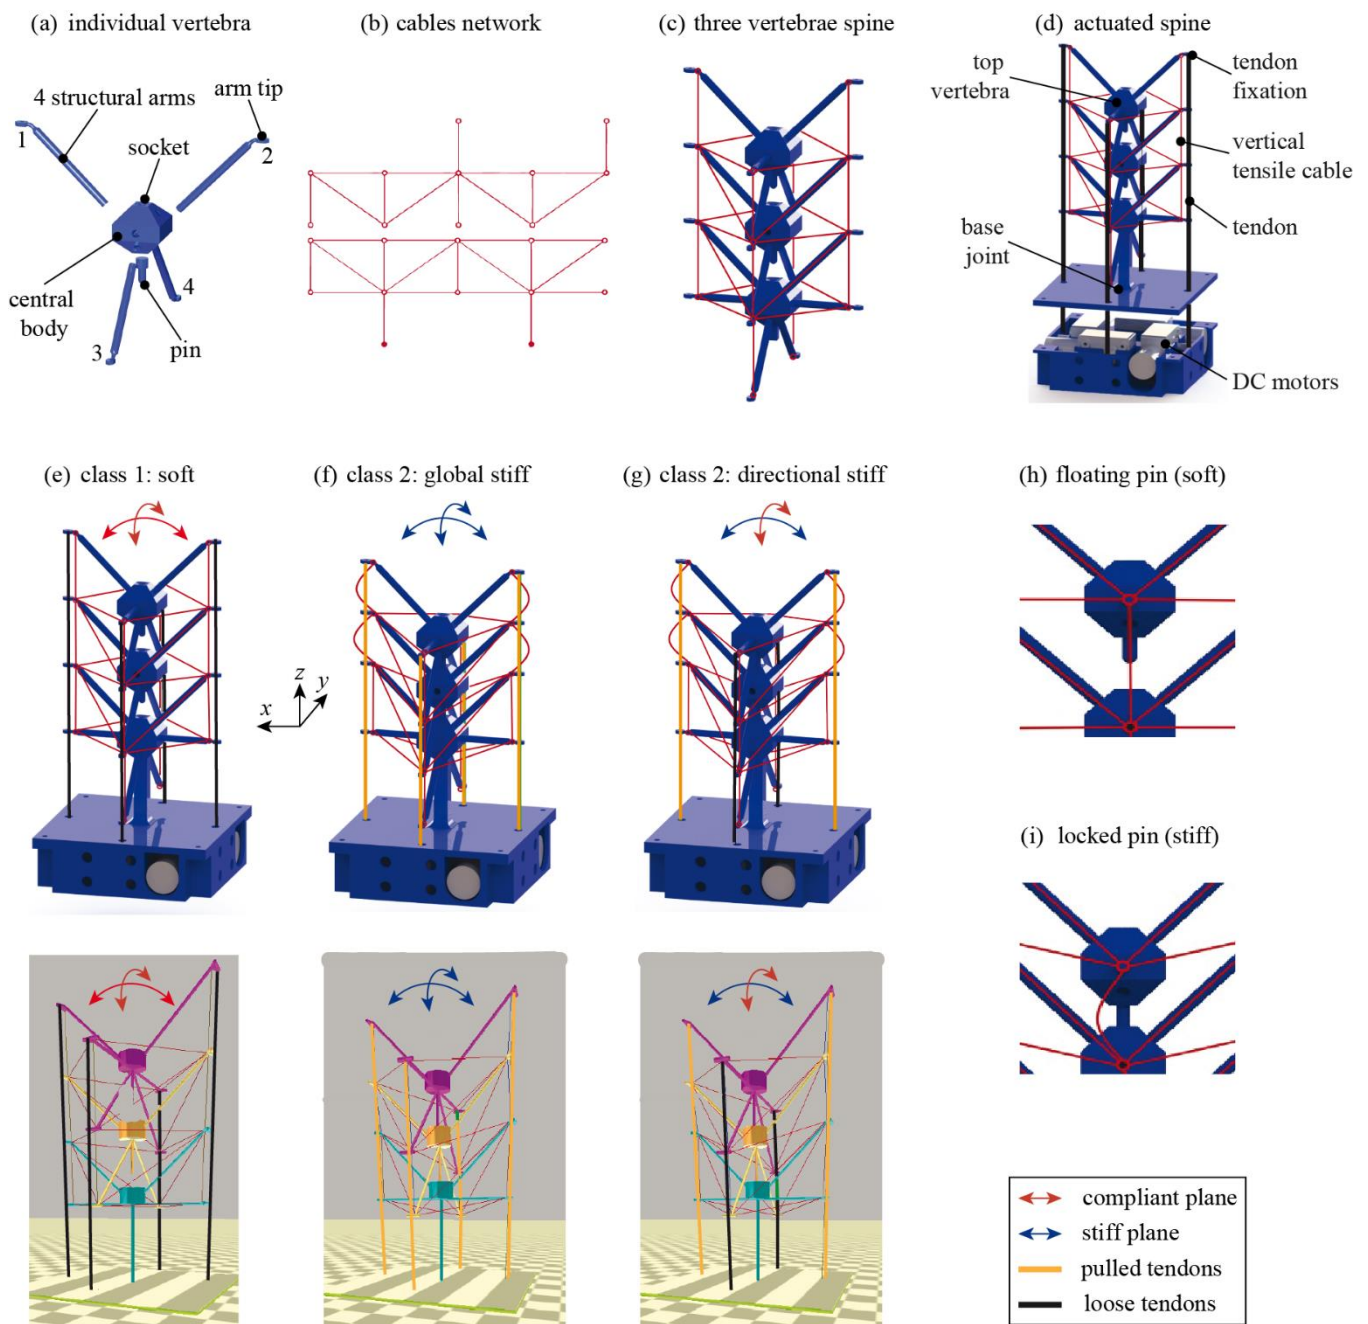 (a) individual vertebra
(b) cables network
(c) three vertebrae spine
(d) actuated spine
4 structural arms
arm tip
1
2
socket
central
body
4
3
pin
top
vertebra
tendon
fixation
vertical
tensile cable
base
joint
tendon
DC motors
(e) class 1: soft
(f) class 2: global stiff
(g) class 2: directional stiff
(h) floating pin (soft)
z
y
x
(i) locked pin (stiff)
compliant plane
stiff plane
pulled tendons
loose tendons